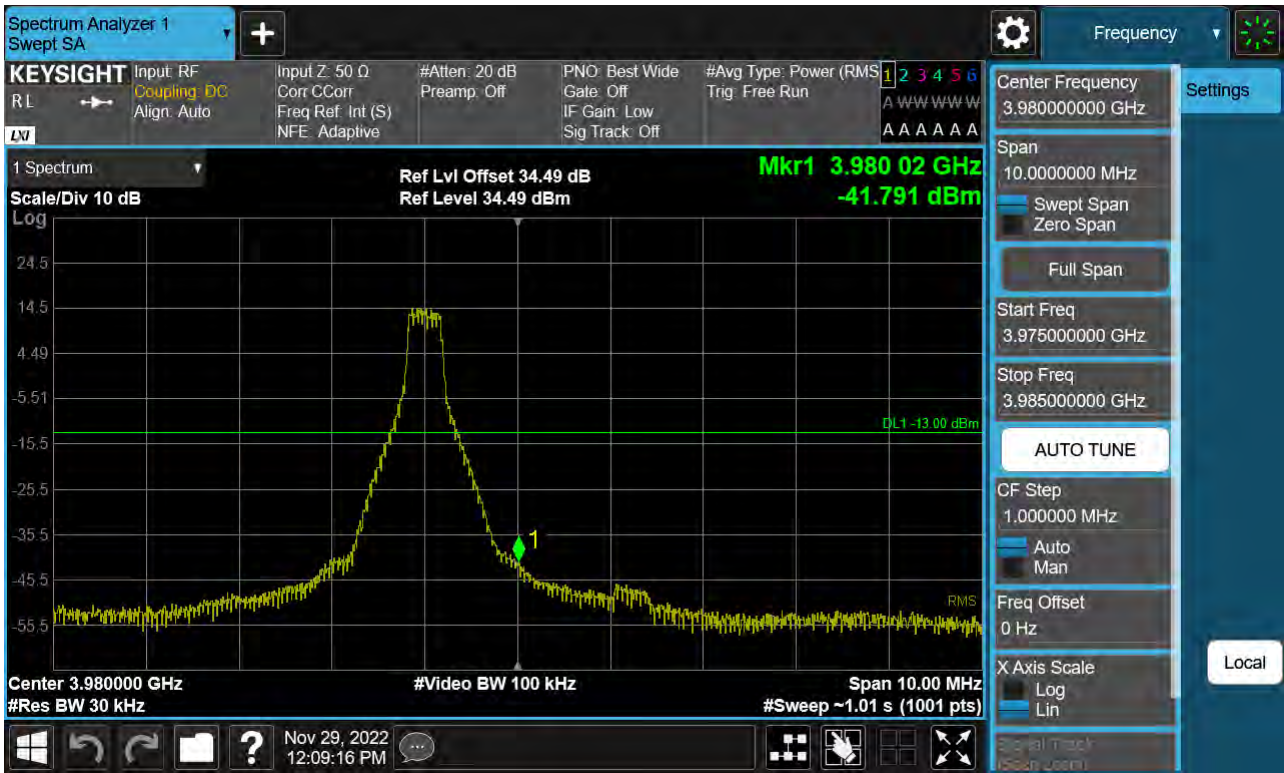 Spectrum Analyzer 1
Swept SA
+
Frequency
KEYSIGHT
RL
LXI
Input: RF
Coupling: DC
Align: Auto
Input Z: 50 Ω
Corr CCorr
Freq Ref: Int (S)
NFE: Adaptive
#Atten: 20 dB
Preamp: Off
PNO: Best Wide
Gate: Off
IF Gain: Low
Sig Track: Off
#Avg Type: Power (RMS
Trig: Free Run
1 2 3 4 5 6
A W W W W W
A A A A A A
1 Spectrum
Scale/Div 10 dB
Log
Ref Lvl Offset 34.49 dB
Ref Level 34.49 dBm
Mkr1 3.980 02 GHz
-41.791 dBm
24.5
14.5
4.49
-5.51
-15.5
-25.5
-35.5
-45.5
-55.5
DL1 -13.00 dBm
1
RMS
Center 3.980000 GHz
#Res BW 30 kHz
#Video BW 100 kHz
Span 10.00 MHz
#Sweep ~1.01 s (1001 pts)
Center Frequency
3.980000000 GHz
Settings
Span
10.0000000 MHz
Swept Span
Zero Span
Full Span
Start Freq
3.975000000 GHz
Stop Freq
3.985000000 GHz
AUTO TUNE
CF Step
1.000000 MHz
Auto
Man
Freq Offset
0 Hz
X Axis Scale
Log
Lin
Local
Signal Track
(Span Zoom)
?
Nov 29, 2022
12:09:16 PM